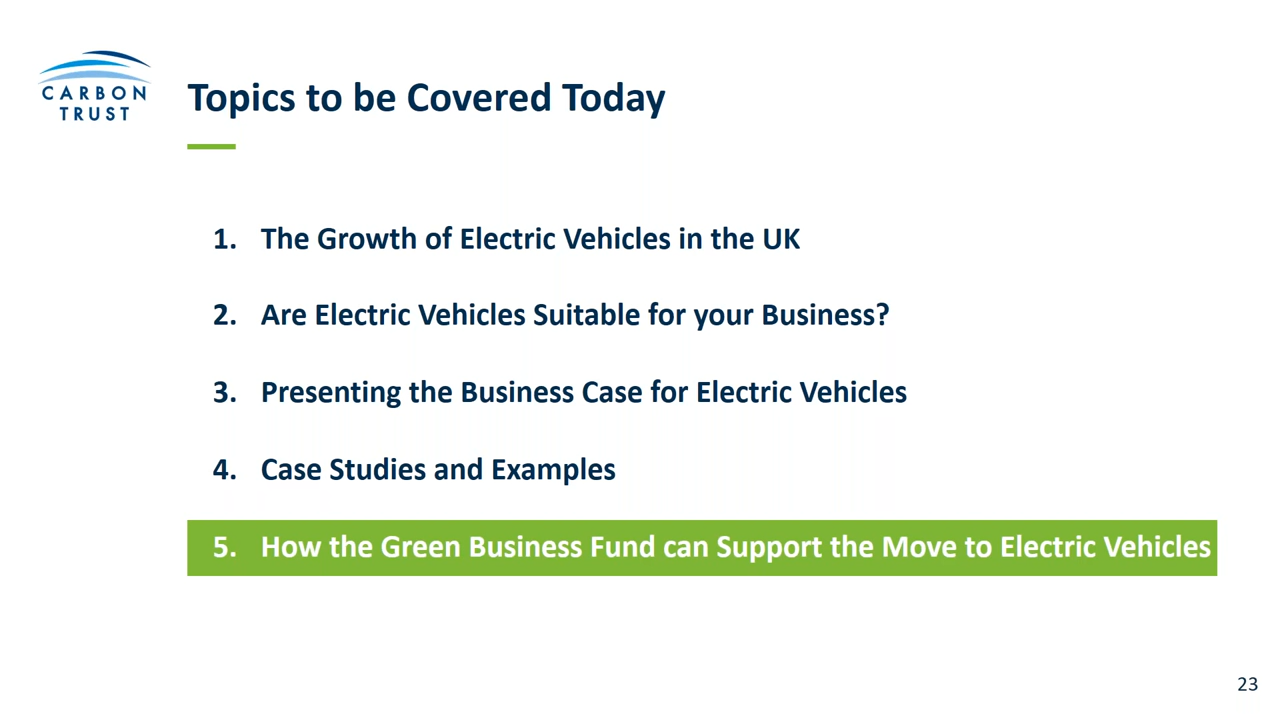 CARBON
TRUST
Topics to be Covered Today
1. The Growth of Electric Vehicles in the UK
2. Are Electric Vehicles Suitable for your Business?
3. Presenting the Business Case for Electric Vehicles
4. Case Studies and Examples
5. How the Green Business Fund can Support the Move to Electric Vehicles
23